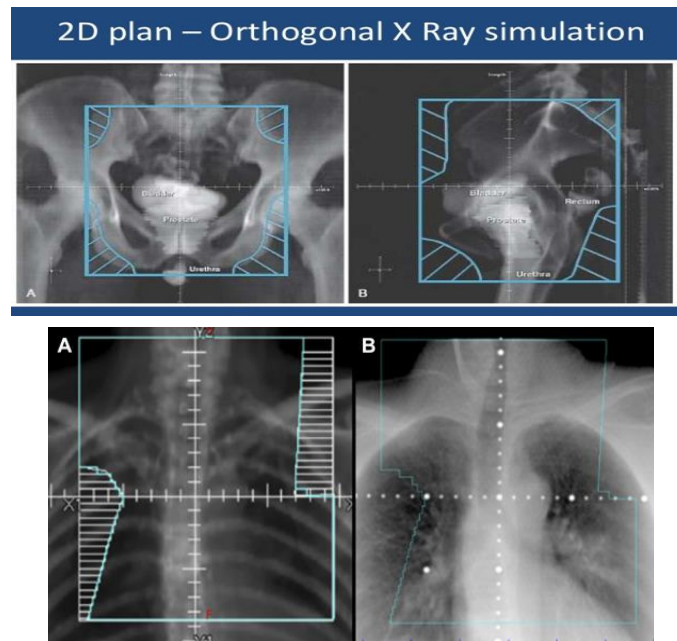 2D plan – Orthogonal X Ray simulation
Bladder
Prostate
Urethra
A
Bladder
Prostate
Rectum
Urethra
B
A
B